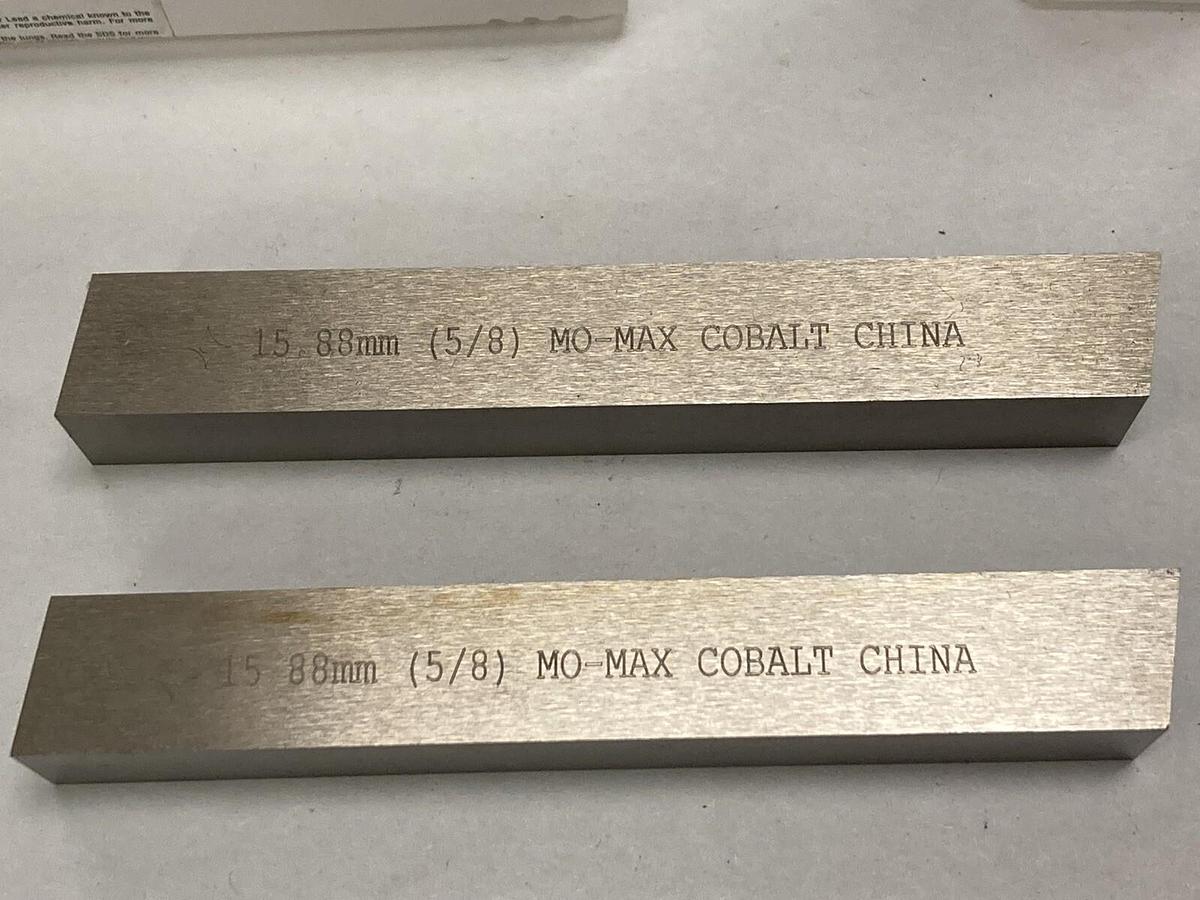 Lead a chemical known to the
er reproductive harm. For more
the lungs. Read the SDS for more
15.88mm (5/8) MO-MAX COBALT CHINA
15 88mm (5/8) MO-MAX COBALT CHINA